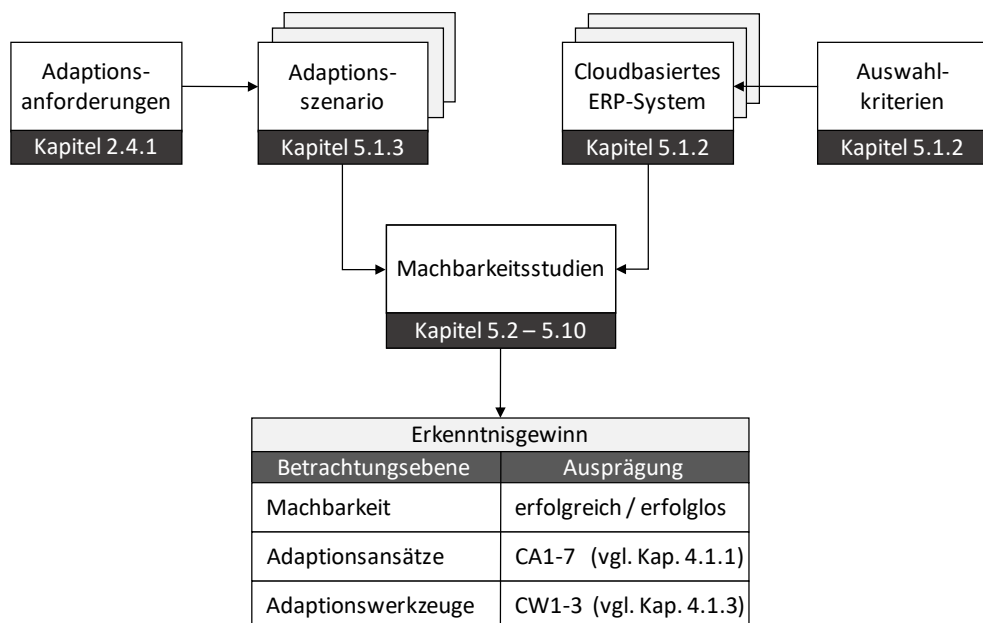 Adaptions-
anforderungen
Kapitel 2.4.1
Adaptions-
szenario
Kapitel 5.1.3
Cloudbasiertes
ERP-System
Kapitel 5.1.2
Auswahl-
kriterien
Kapitel 5.1.2
Machbarkeitsstudien
Kapitel 5.2 – 5.10
Erkenntnisgewinn
Betrachtungsebene Ausprägung
Machbarkeit erfolgreich / erfolglos
Adaptionsansätze CA1-7 (vgl. Kap. 4.1.1)
Adaptionswerkzeuge CW1-3 (vgl. Kap. 4.1.3)